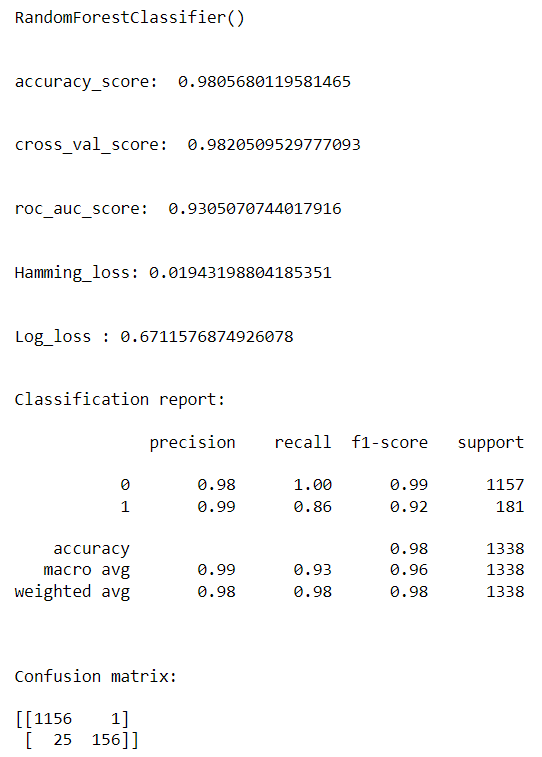 RandomForestClassifier()
accuracy_score:  0.9805680119581465
cross_val_score:  0.9820509529777093
roc_auc_score:  0.9305070744017916
Hamming_loss: 0.01943198804185351
Log_loss : 0.6711576874926078
Classification report:
              precision    recall  f1-score   support
           0       0.98      1.00      0.99      1157
           1       0.99      0.86      0.92       181
    accuracy                           0.98      1338
   macro avg       0.99      0.93      0.96      1338
weighted avg       0.98      0.98      0.98      1338
Confusion matrix:
[[1156    1]
 [  25  156]]